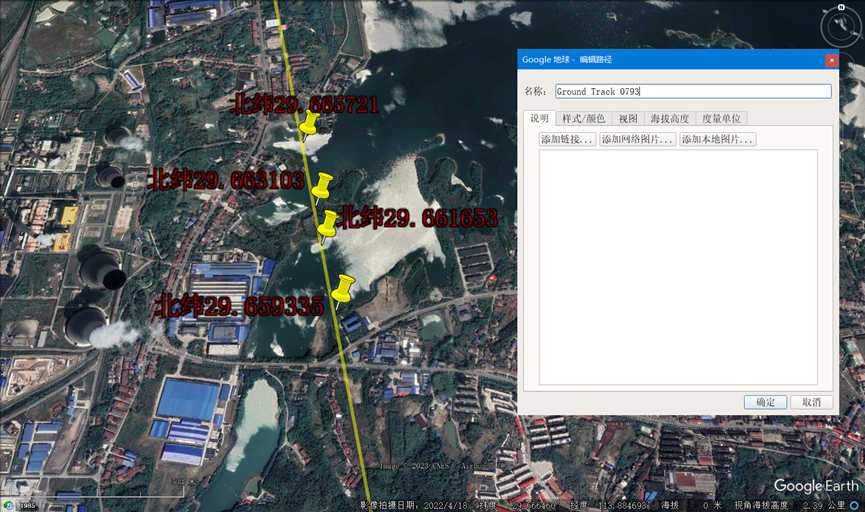 北纬29.665721
北纬29.663103
北纬29.661653
北纬29.659335
N
Google 地球 - 编辑路径
名称: Ground Track 0793
说明 样式/颜色 视图 海拔高度 度量单位
添加链接... 添加网络图片... 添加本地图片...
确定 取消
Image © 2023 CNES / Airbus
Google Earth
1985
影像拍摄日期: 2022/4/18 纬度 29.666460° 经度 113.884693° 海拔 0 米 视角海拔高度 2.39 公里